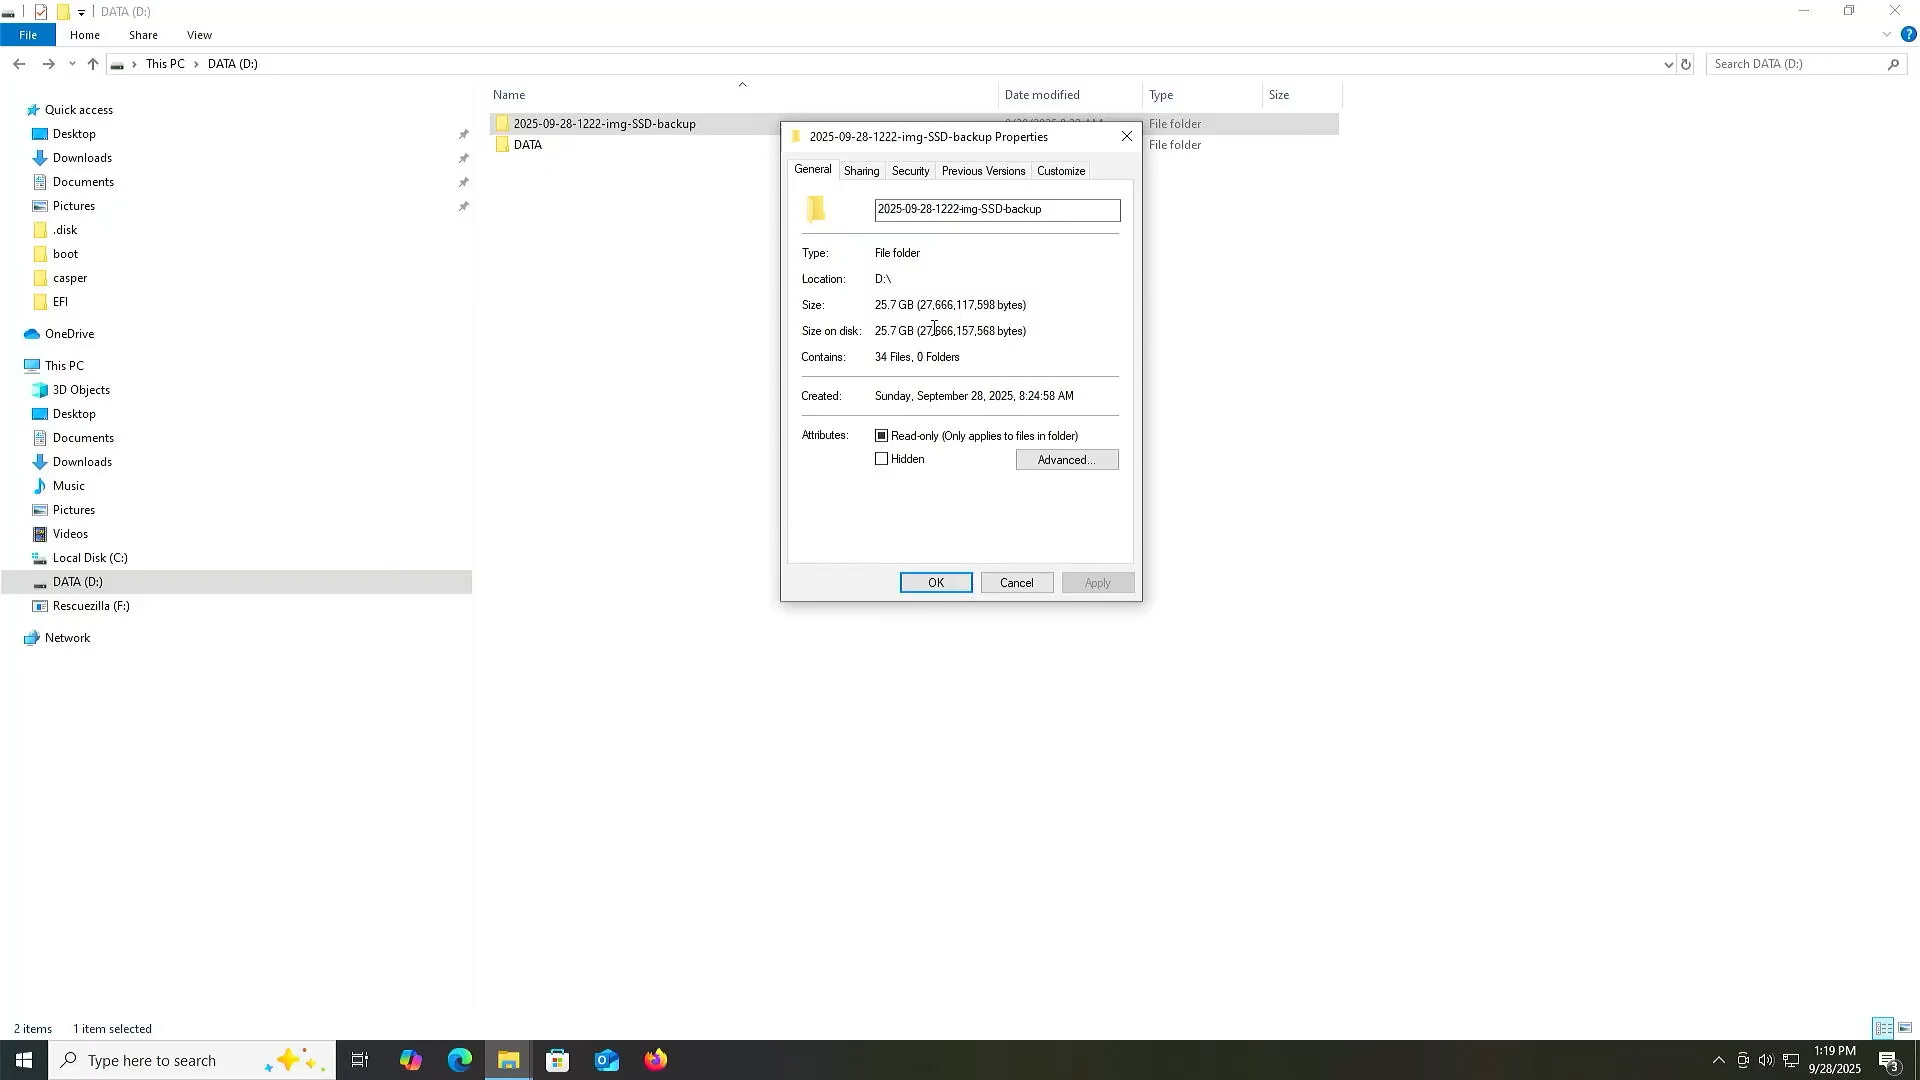 DATA (D:)
File
Home
Share
View
This PC
DATA (D:)
Search DATA (D:)
Name
Date modified
Type
Size
Quick access
Desktop
Downloads
Documents
Pictures
.disk
boot
casper
EFI
OneDrive
This PC
3D Objects
Desktop
Documents
Downloads
Music
Pictures
Videos
Local Disk (C:)
DATA (D:)
Rescuezilla (F:)
Network
2025-09-28-1222-img-SSD-backup
File folder
DATA
File folder
2025-09-28-1222-img-SSD-backup Properties
General
Sharing
Security
Previous Versions
Customize
2025-09-28-1222-img-SSD-backup
Type: File folder
Location: D:\
Size: 25.7 GB (27,666,117,598 bytes)
Size on disk: 25.7 GB (27,666,157,568 bytes)
Contains: 34 Files, 0 Folders
Created: Sunday, September 28, 2025, 8:24:58 AM
Attributes: Read-only (Only applies to files in folder)
Hidden
Advanced...
OK
Cancel
Apply
2 items
1 item selected
Type here to search
1:19 PM
9/28/2025
3